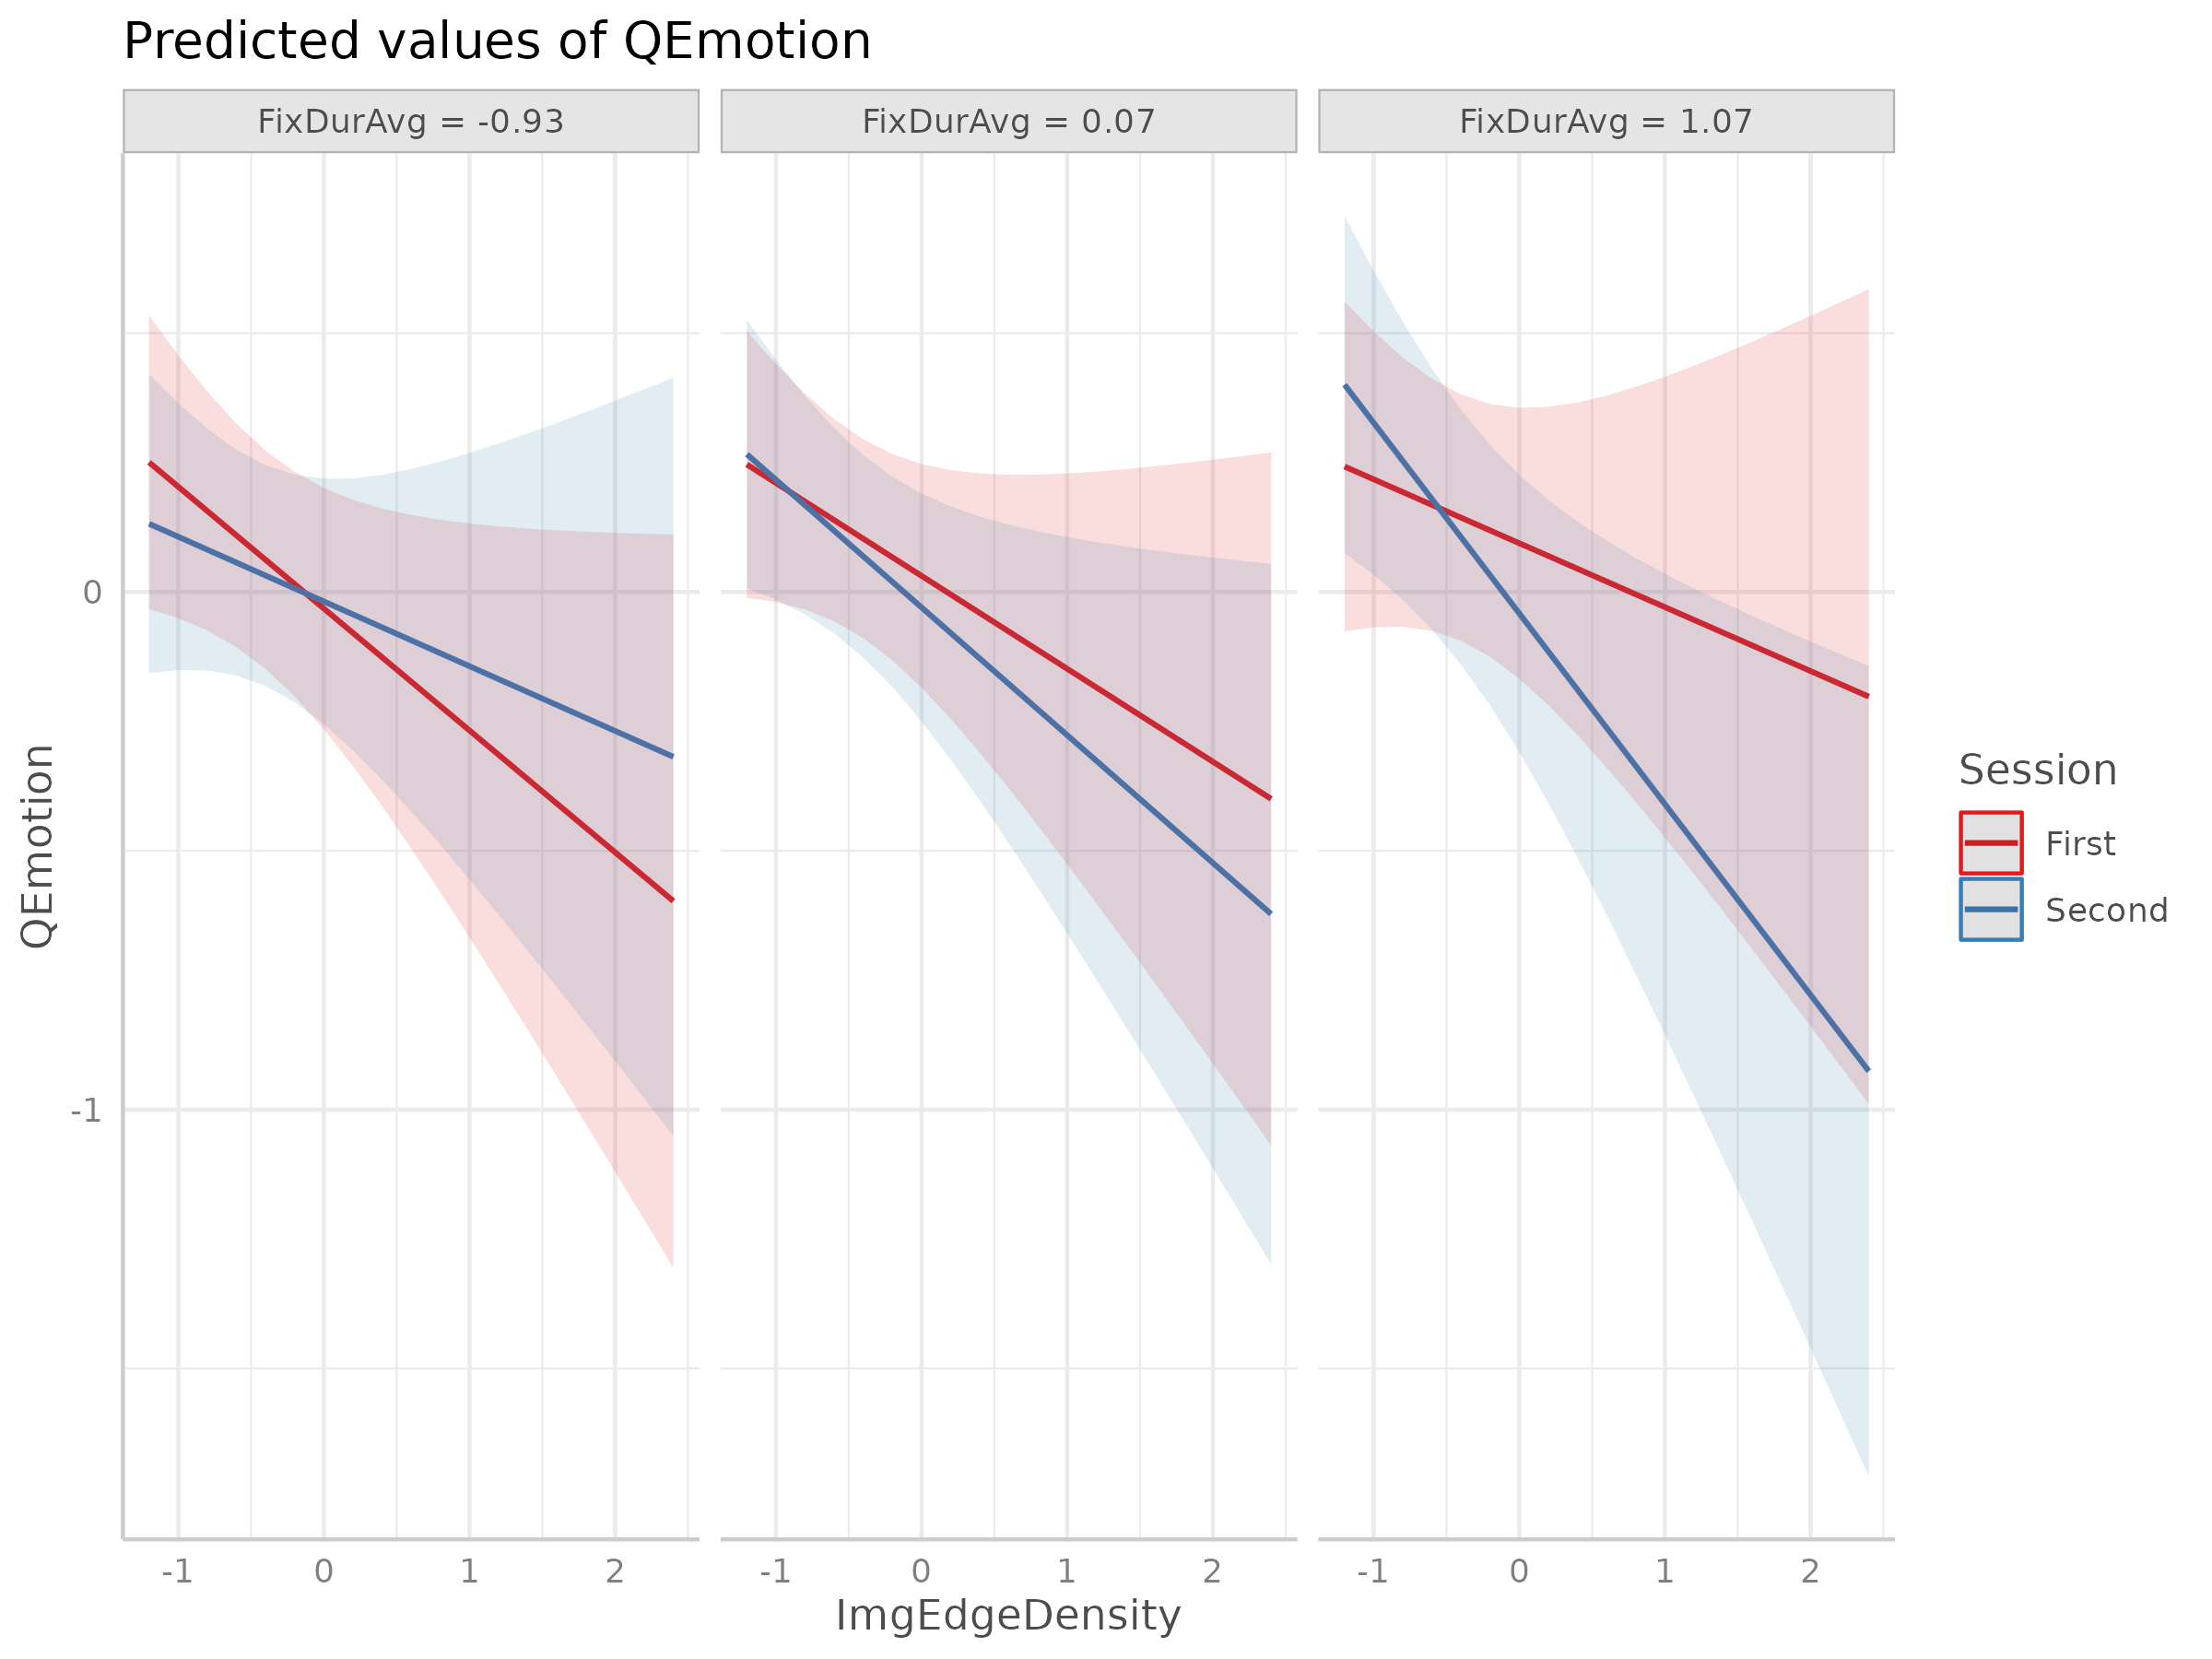 Predicted values of QEmotion
FixDurAvg = -0.93
FixDurAvg = 0.07
FixDurAvg = 1.07
QEmotion
0
-1
-1 0 1 2
-1 0 1 2
-1 0 1 2
ImgEdgeDensity
Session
First
Second